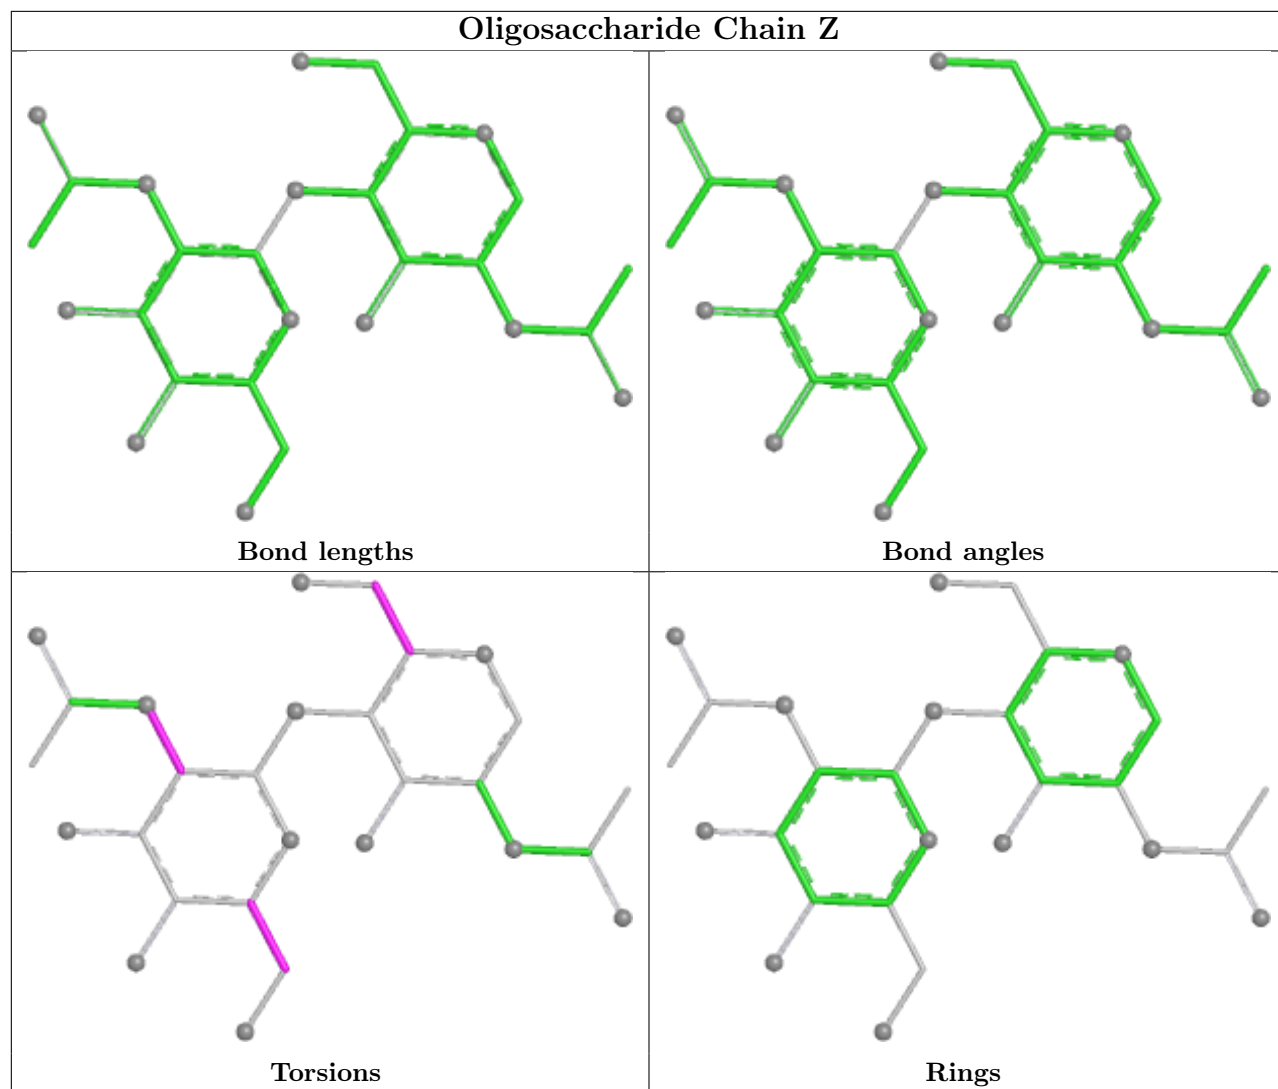 Oligosaccharide Chain Z
Bond lengths
Bond angles
Torsions
Rings